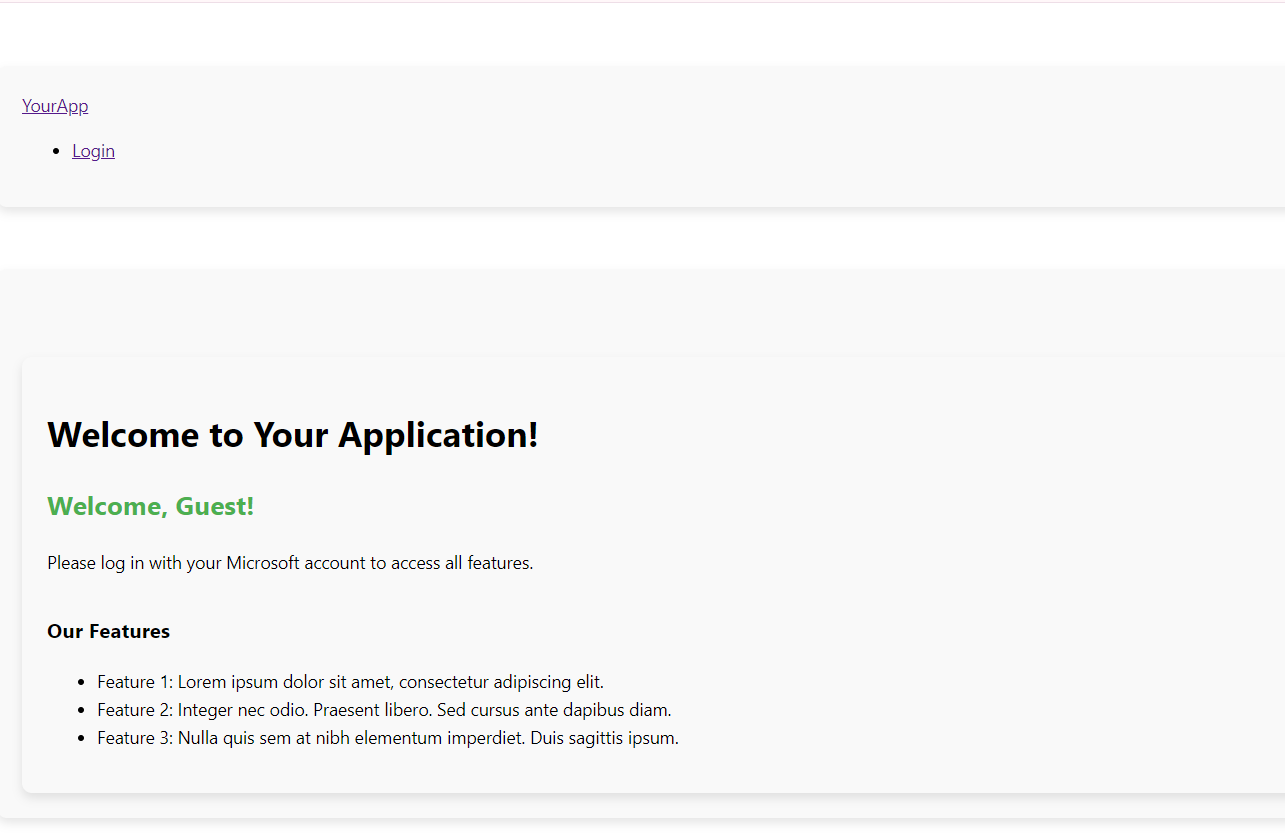 YourApp
Login
Welcome to Your Application!
Welcome, Guest!
Please log in with your Microsoft account to access all features.
Our Features
Feature 1: Lorem ipsum dolor sit amet, consectetur adipiscing elit.
Feature 2: Integer nec odio. Praesent libero. Sed cursus ante dapibus diam.
Feature 3: Nulla quis sem at nibh elementum imperdiet. Duis sagittis ipsum.